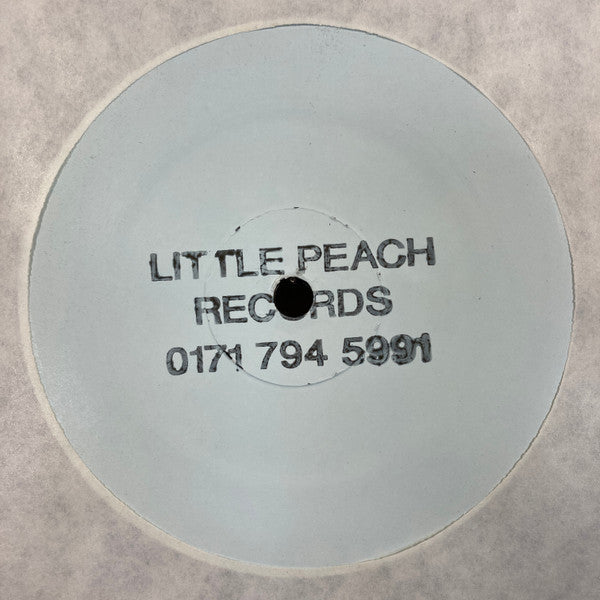 LITTLE PEACH
RECORDS
0171 794 5991